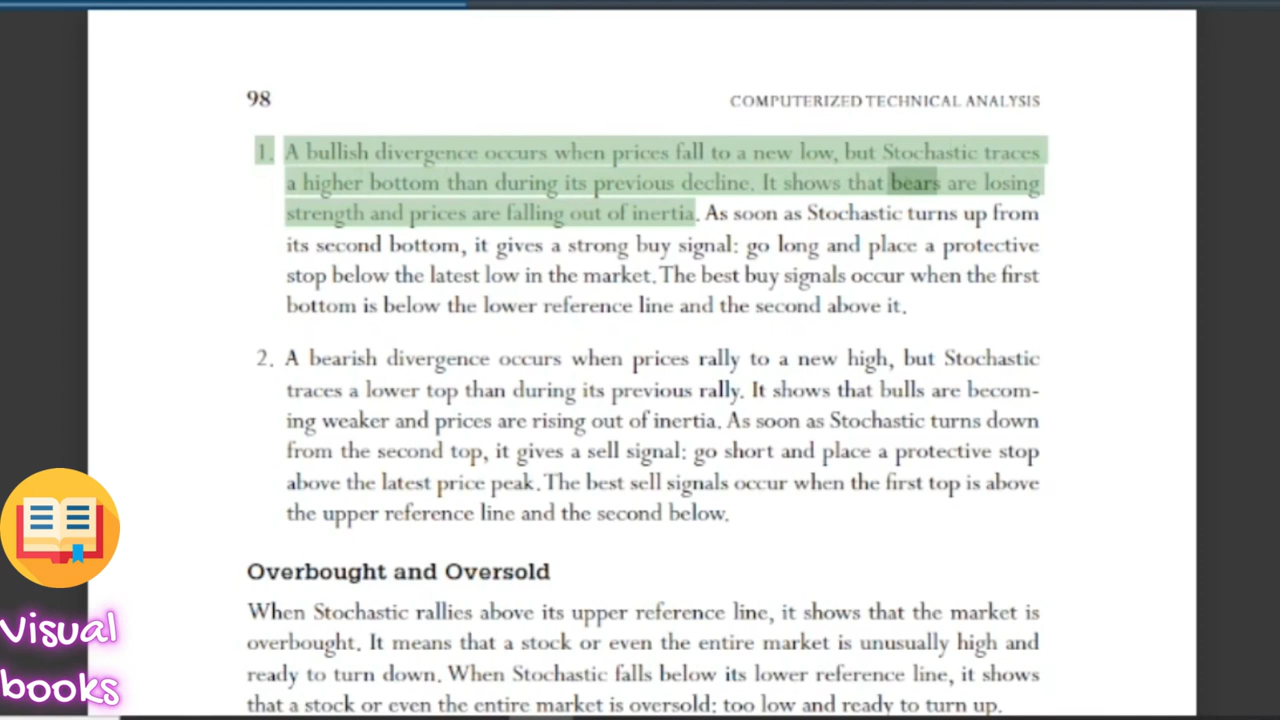 98
COMPUTERIZED TECHNICAL ANALYSIS
1. A bullish divergence occurs when prices fall to a new low, but Stochastic traces
a higher bottom than during its previous decline. It shows that bears are losing
strength and prices are falling out of inertia. As soon as Stochastic turns up from
its second bottom, it gives a strong buy signal: go long and place a protective
stop below the latest low in the market. The best buy signals occur when the first
bottom is below the lower reference line and the second above it.
2. A bearish divergence occurs when prices rally to a new high, but Stochastic
traces a lower top than during its previous rally. It shows that bulls are becom-
ing weaker and prices are rising out of inertia. As soon as Stochastic turns down
from the second top, it gives a sell signal: go short and place a protective stop
above the latest price peak. The best sell signals occur when the first top is above
the upper reference line and the second below.
Overbought and Oversold
When Stochastic rallies above its upper reference line, it shows that the market is
overbought. It means that a stock or even the entire market is unusually high and
ready to turn down. When Stochastic falls below its lower reference line, it shows
that a stock or even the entire market is oversold: too low and ready to turn up.
Visual
books